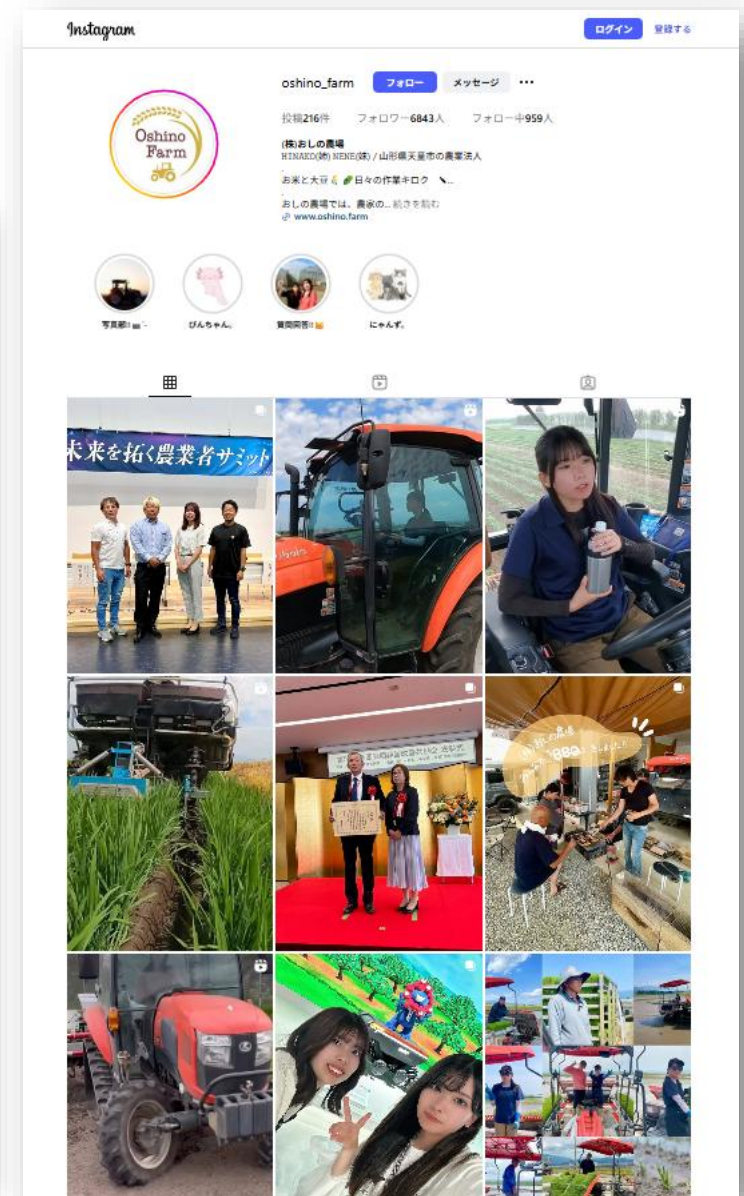 Instagram
ログイン 登録する
oshino_farm フォロー メッセージ
Oshino
Farm
投稿216件 フォロワー6843人 フォロー中959人
(株)おしの農場
HINAKO(姉) NENE(妹) / 山形県天童市の農業法人
お米と大豆 日々の作業キロク
おしの農場では、農家の... 続きを読む
www.oshino.farm
写真部!!
ぴんちゃん。
質問回答!!
にゃんず。
未来を拓く農業者サミット
Kubota
BBQ